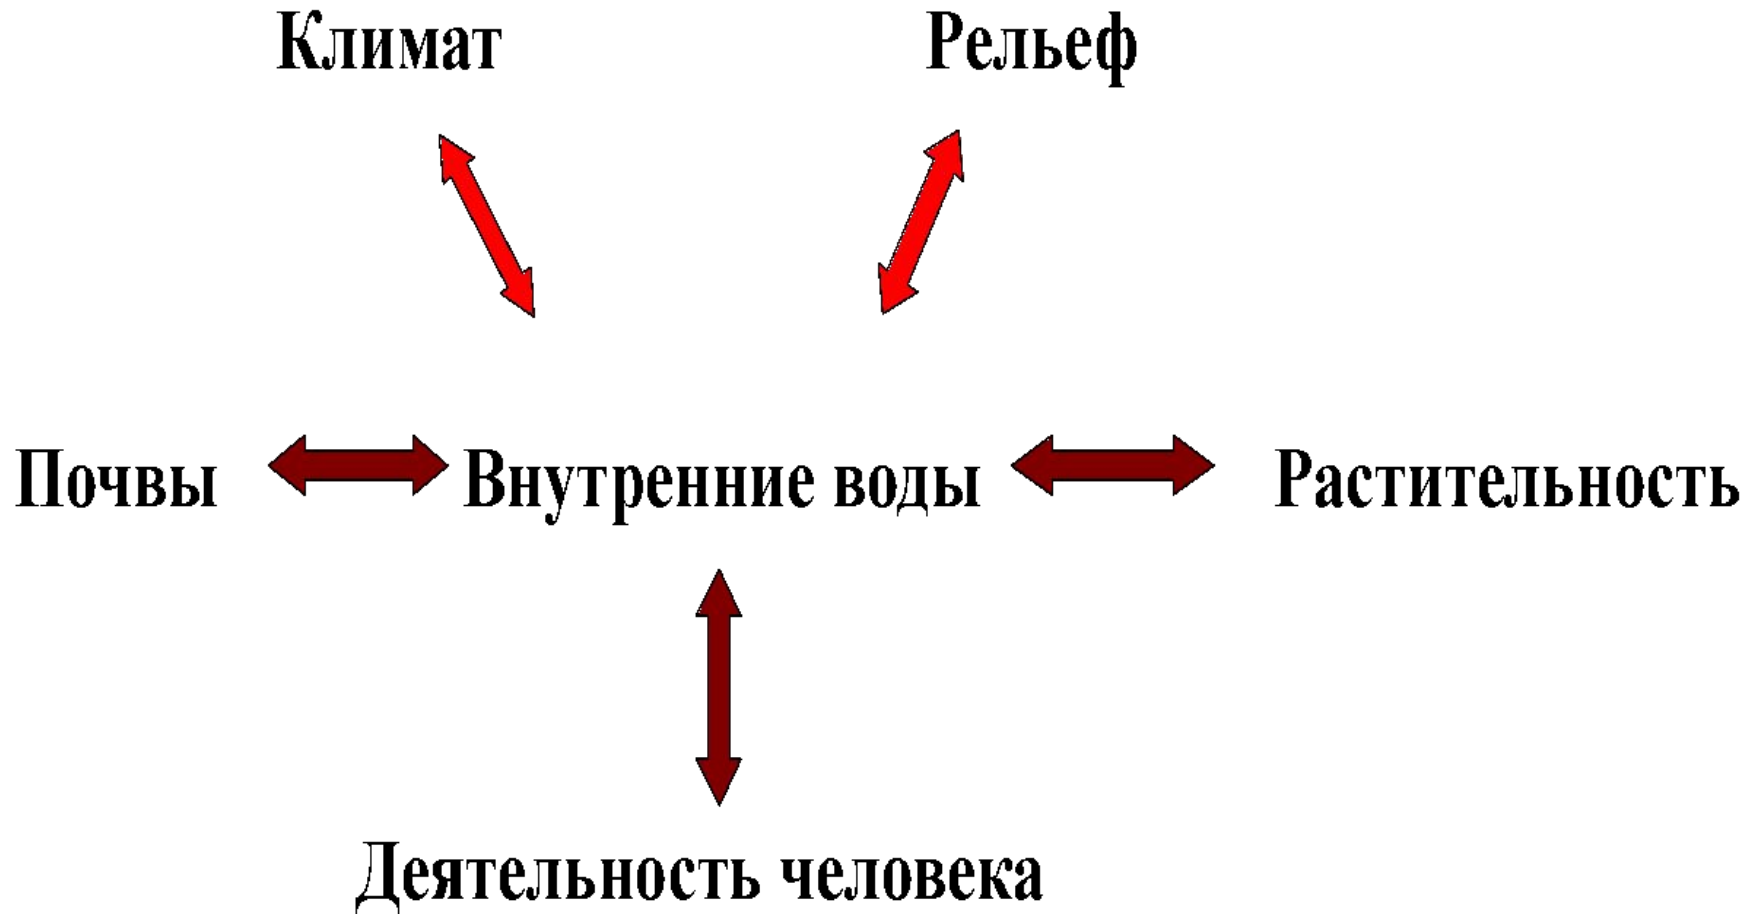 Климат
Рельеф
Почвы
Внутренние воды
Растительность
Деятельность человека